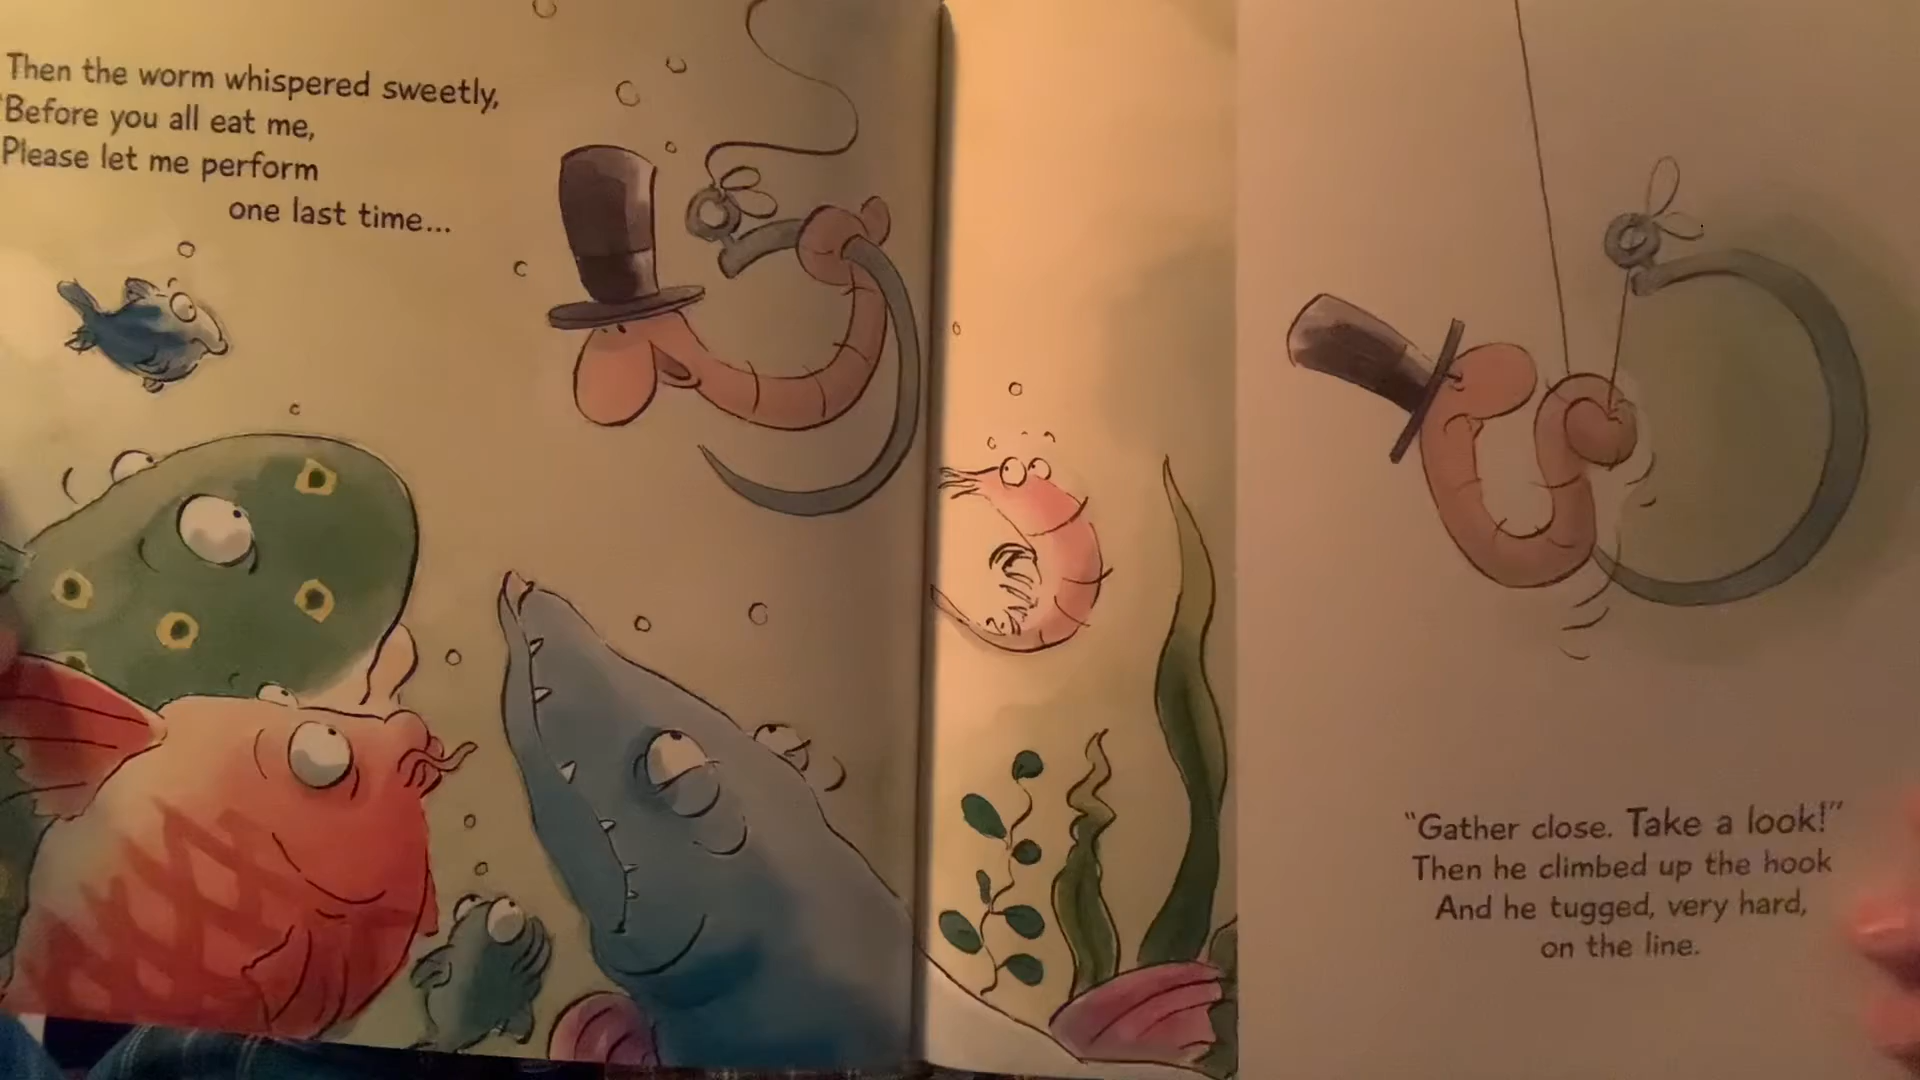 Then the worm whispered sweetly,
"Before you all eat me,
Please let me perform
one last time...
"Gather close. Take a look!"
Then he climbed up the hook
And he tugged, very hard,
on the line.